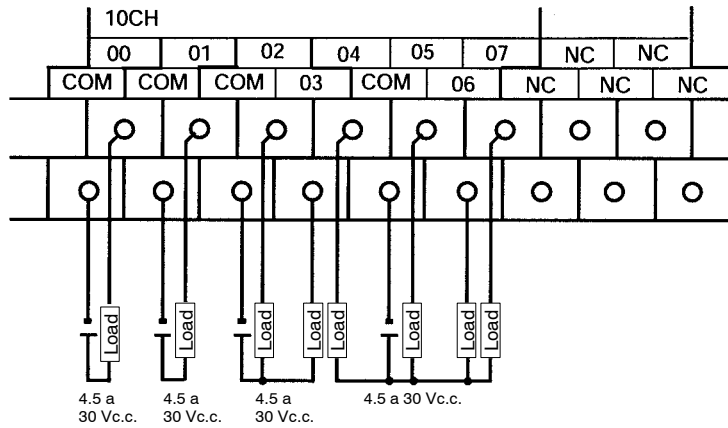 10CH
00 01 02 04 05 07 NC NC
COM COM COM 03 COM 06 NC NC NC
Load Load Load Load Load Load Load Load
4.5 a
30 Vc.c.
4.5 a
30 Vc.c.
4.5 a
30 Vc.c.
4.5 a 30 Vc.c.